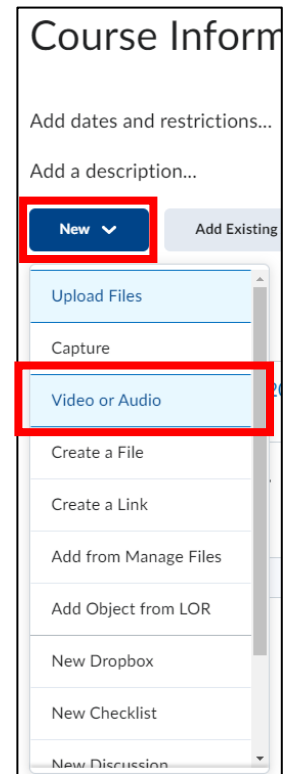 Course Inform
Add dates and restrictions...
Add a description...
New Add Existing
Upload Files
Capture
Video or Audio
Create a File
Create a Link
Add from Manage Files
Add Object from LOR
New Dropbox
New Checklist
New Discussion